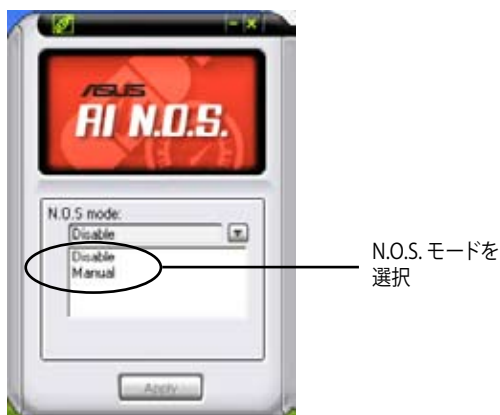 ASUS
AI N.O.S.
N.O.S mode:
Disable
Disable
Manual
N.O.S. モードを
選択
Apply